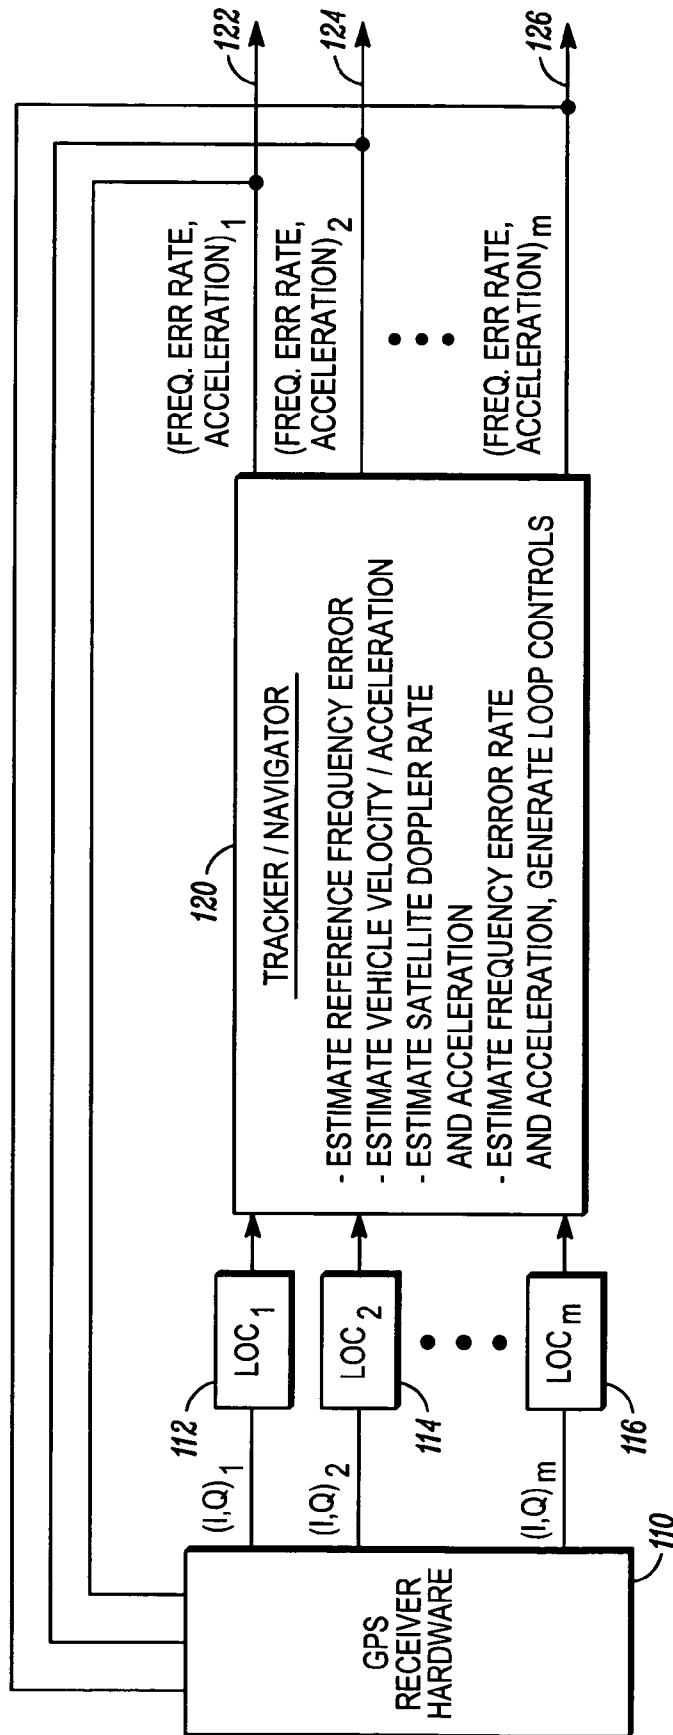 GPS
RECEIVER
HARDWARE
110
(I,Q)1
(I,Q)2
(I,Q)m
112
LOC1
114
LOC2
116
LOCm
120
TRACKER / NAVIGATOR
- ESTIMATE REFERENCE FREQUENCY ERROR
- ESTIMATE VEHICLE VELOCITY / ACCELERATION
- ESTIMATE SATELLITE DOPPLER RATE
AND ACCELERATION
- ESTIMATE FREQUENCY ERROR RATE
AND ACCELERATION, GENERATE LOOP CONTROLS
(FREQ. ERR RATE,
ACCELERATION)1
(FREQ. ERR RATE,
ACCELERATION)2
(FREQ. ERR RATE,
ACCELERATION)m
122
124
126